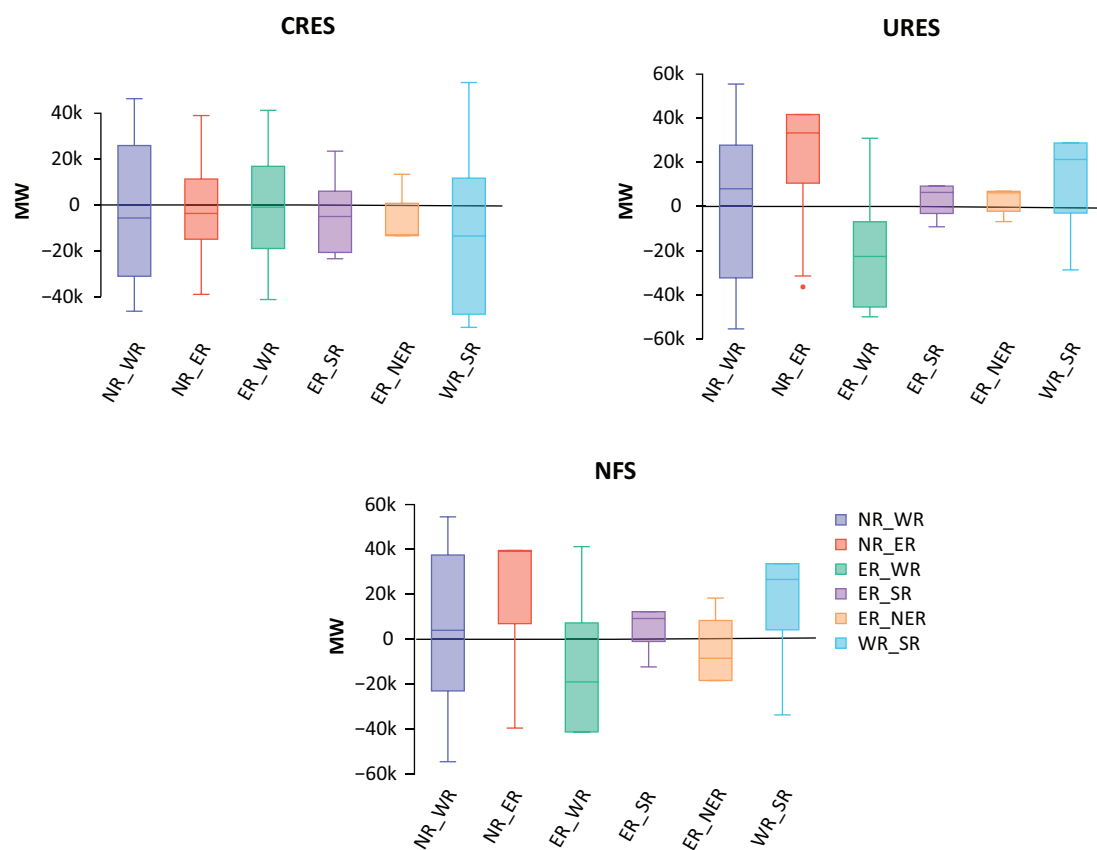 CRES
MW
40k
20k
0
−20k
−40k
NR_WR
NR_ER
ER_WR
ER_SR
ER_NER
WR_SR
URES
MW
60k
40k
20k
0
−20k
−40k
−60k
NR_WR
NR_ER
ER_WR
ER_SR
ER_NER
WR_SR
NFS
MW
60k
40k
20k
0
−20k
−40k
−60k
NR_WR
NR_ER
ER_WR
ER_SR
ER_NER
WR_SR
NR_WR
NR_ER
ER_WR
ER_SR
ER_NER
WR_SR